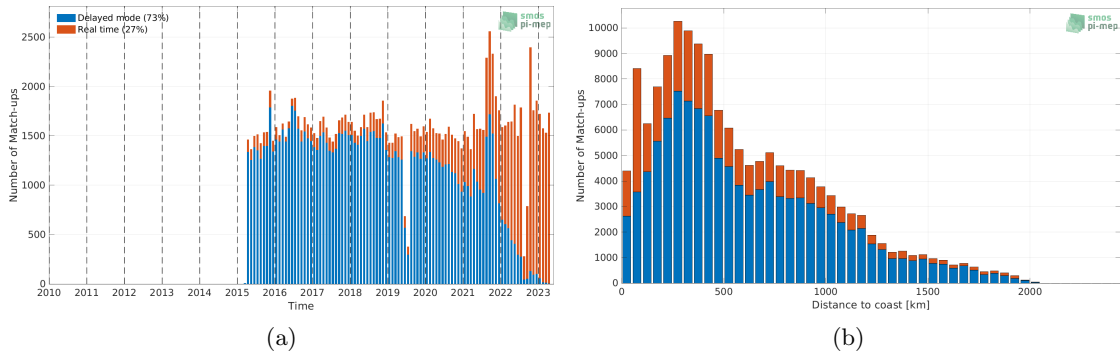 Delayed mode (73%)
Real time (27%)
smos
pi-mep
Number of Match-ups
2500
2000
1500
1000
500
0
2010 2011 2012 2013 2014 2015 2016 2017 2018 2019 2020 2021 2022 2023
Time
(a)
smos
pi-mep
Number of Match-ups
10000
9000
8000
7000
6000
5000
4000
3000
2000
1000
0
0 500 1000 1500 2000
Distance to coast [km]
(b)